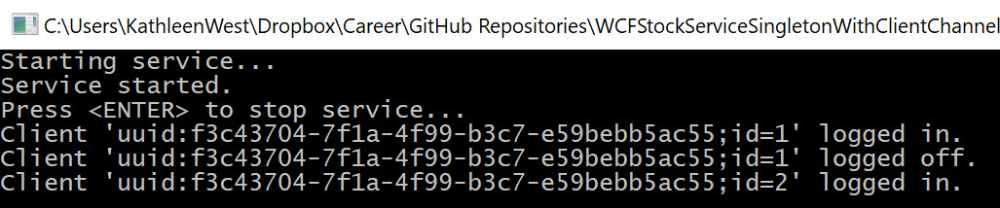 C:\Users\KathleenWest\Dropbox\Career\GitHub Repositories\WCFStockServiceSingletonWithClientChannel
Starting service...
Service started.
Press <ENTER> to stop service...
Client 'uuid:f3c43704-7f1a-4f99-b3c7-e59bebb5ac55;id=1' logged in.
Client 'uuid:f3c43704-7f1a-4f99-b3c7-e59bebb5ac55;id=1' logged off.
Client 'uuid:f3c43704-7f1a-4f99-b3c7-e59bebb5ac55;id=2' logged in.